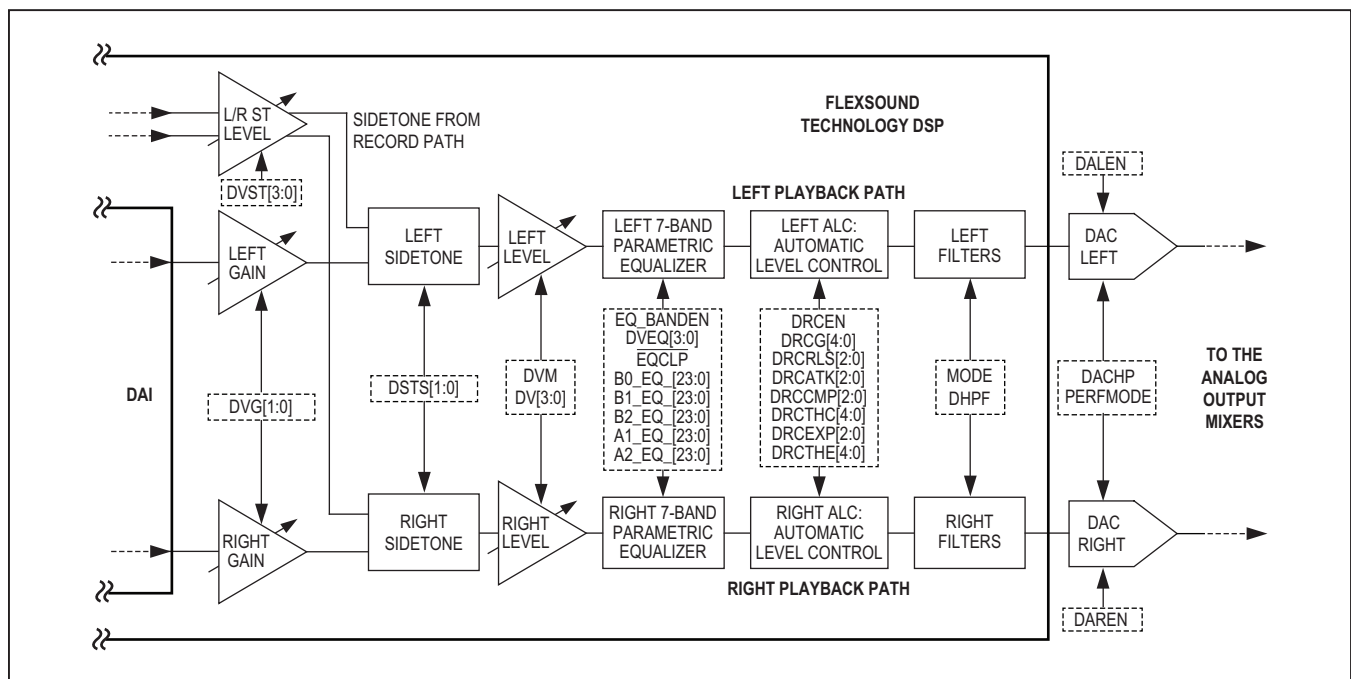 L/R ST
LEVEL
SIDETONE FROM
RECORD PATH
FLEXSOUND
TECHNOLOGY DSP
DVST[3:0]
LEFT PLAYBACK PATH
DALEN
LEFT
GAIN
LEFT
SIDETONE
LEFT
LEVEL
LEFT 7-BAND
PARAMETRIC
EQUALIZER
LEFT ALC:
AUTOMATIC
LEVEL CONTROL
LEFT
FILTERS
DAC
LEFT
DAI
DVG[1:0]
DSTS[1:0]
DVM
DV[3:0]
EQ_BANDEN
DVEQ[3:0]
EQCLP
B0_EQ_[23:0]
B1_EQ_[23:0]
B2_EQ_[23:0]
A1_EQ_[23:0]
A2_EQ_[23:0]
DRCEN
DRCG[4:0]
DRCRLS[2:0]
DRCATK[2:0]
DRCCMP[2:0]
DRCTHC[4:0]
DRCEXP[2:0]
DRCTHE[4:0]
MODE
DHPF
DACHP
PERFMODE
TO THE
ANALOG
OUTPUT
MIXERS
RIGHT
GAIN
RIGHT
SIDETONE
RIGHT
LEVEL
RIGHT 7-BAND
PARAMETRIC
EQUALIZER
RIGHT ALC:
AUTOMATIC
LEVEL CONTROL
RIGHT
FILTERS
DAC
RIGHT
RIGHT PLAYBACK PATH
DAREN